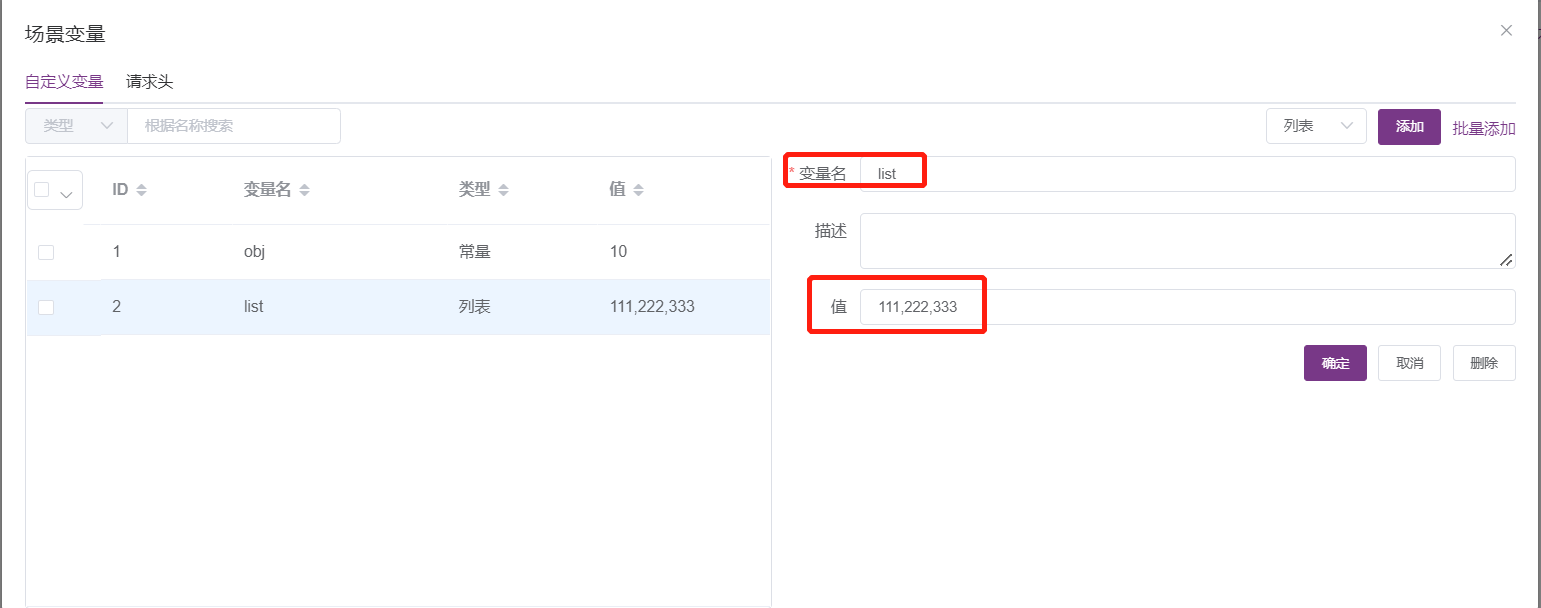 场景变量
自定义变量 请求头
类型 根据名称搜索 列表 添加 批量添加
ID 变量名 类型 值
1 obj 常量 10
2 list 列表 111,222,333
* 变量名 list
描述
值 111,222,333
确定 取消 删除